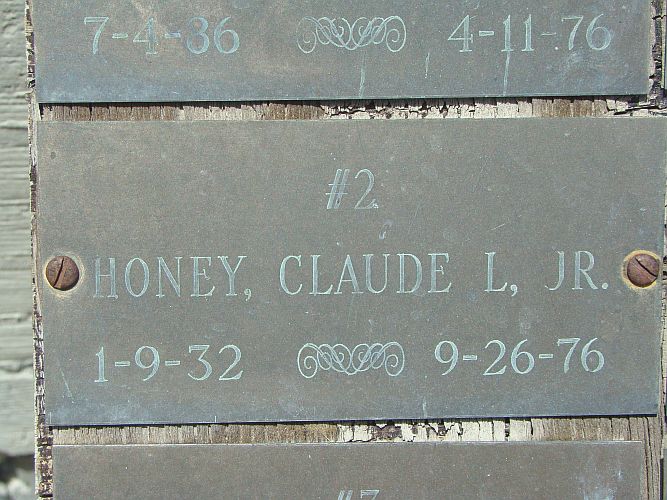 7-4-36 4-11-76
#2
HONEY, CLAUDE L, JR.
1-9-32 9-26-76